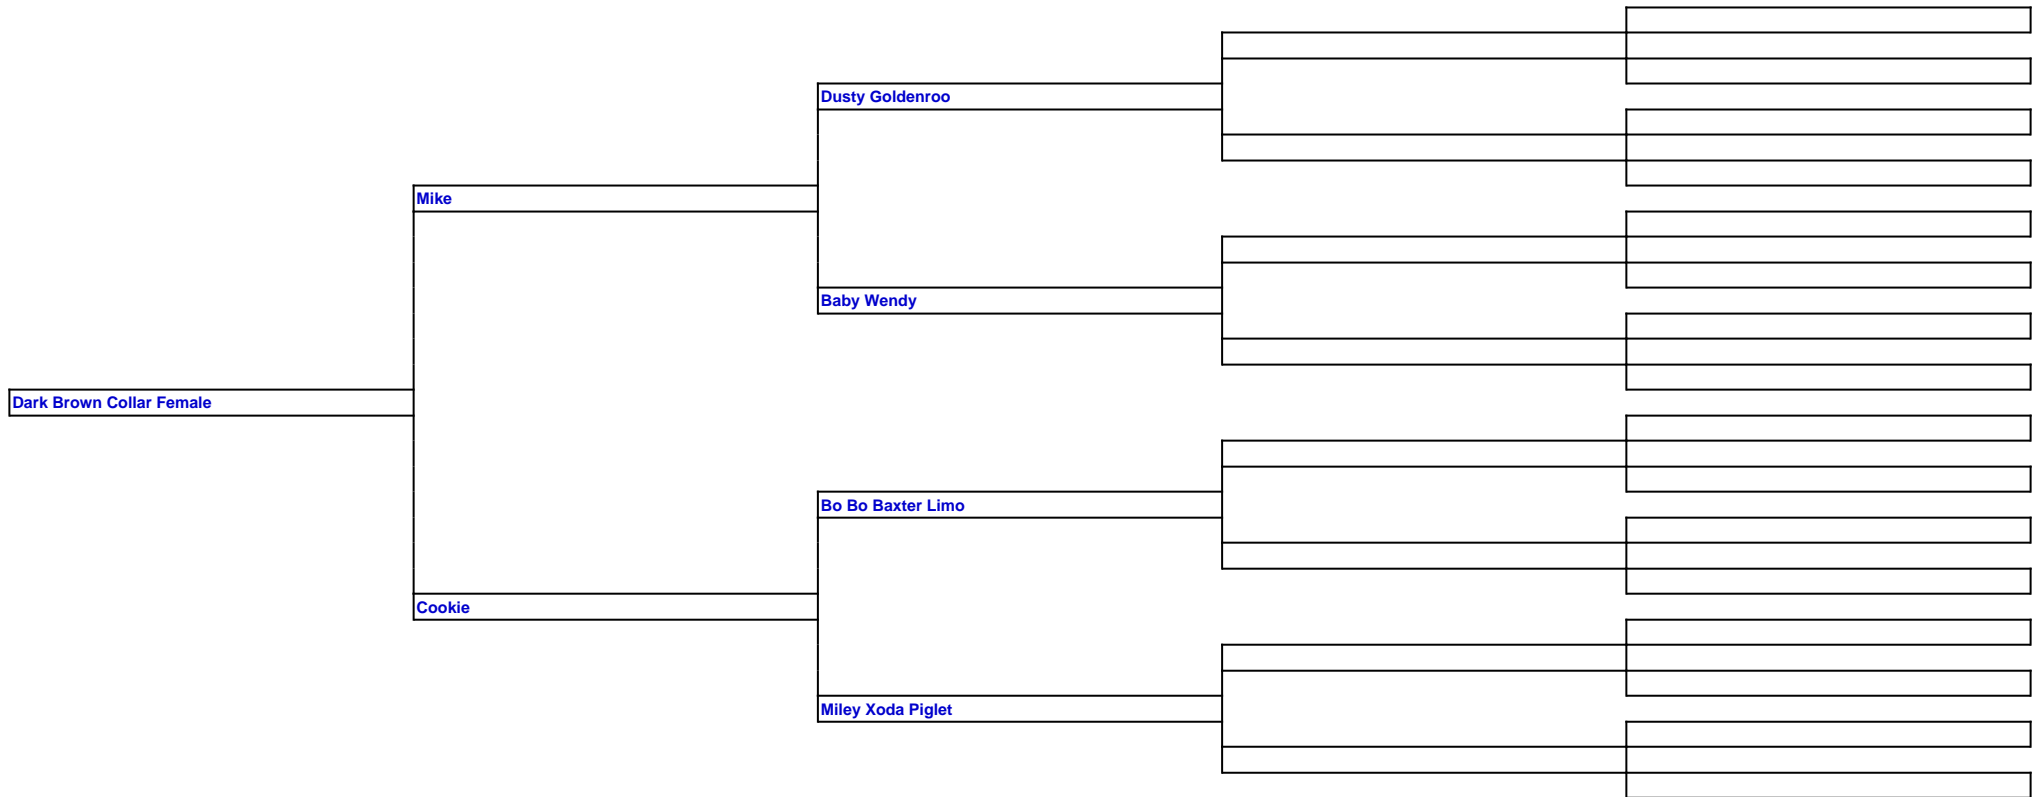 Dusty Goldenroo
Mike
Baby Wendy
Dark Brown Collar Female
Bo Bo Baxter Limo
Cookie
Miley Xoda Piglet